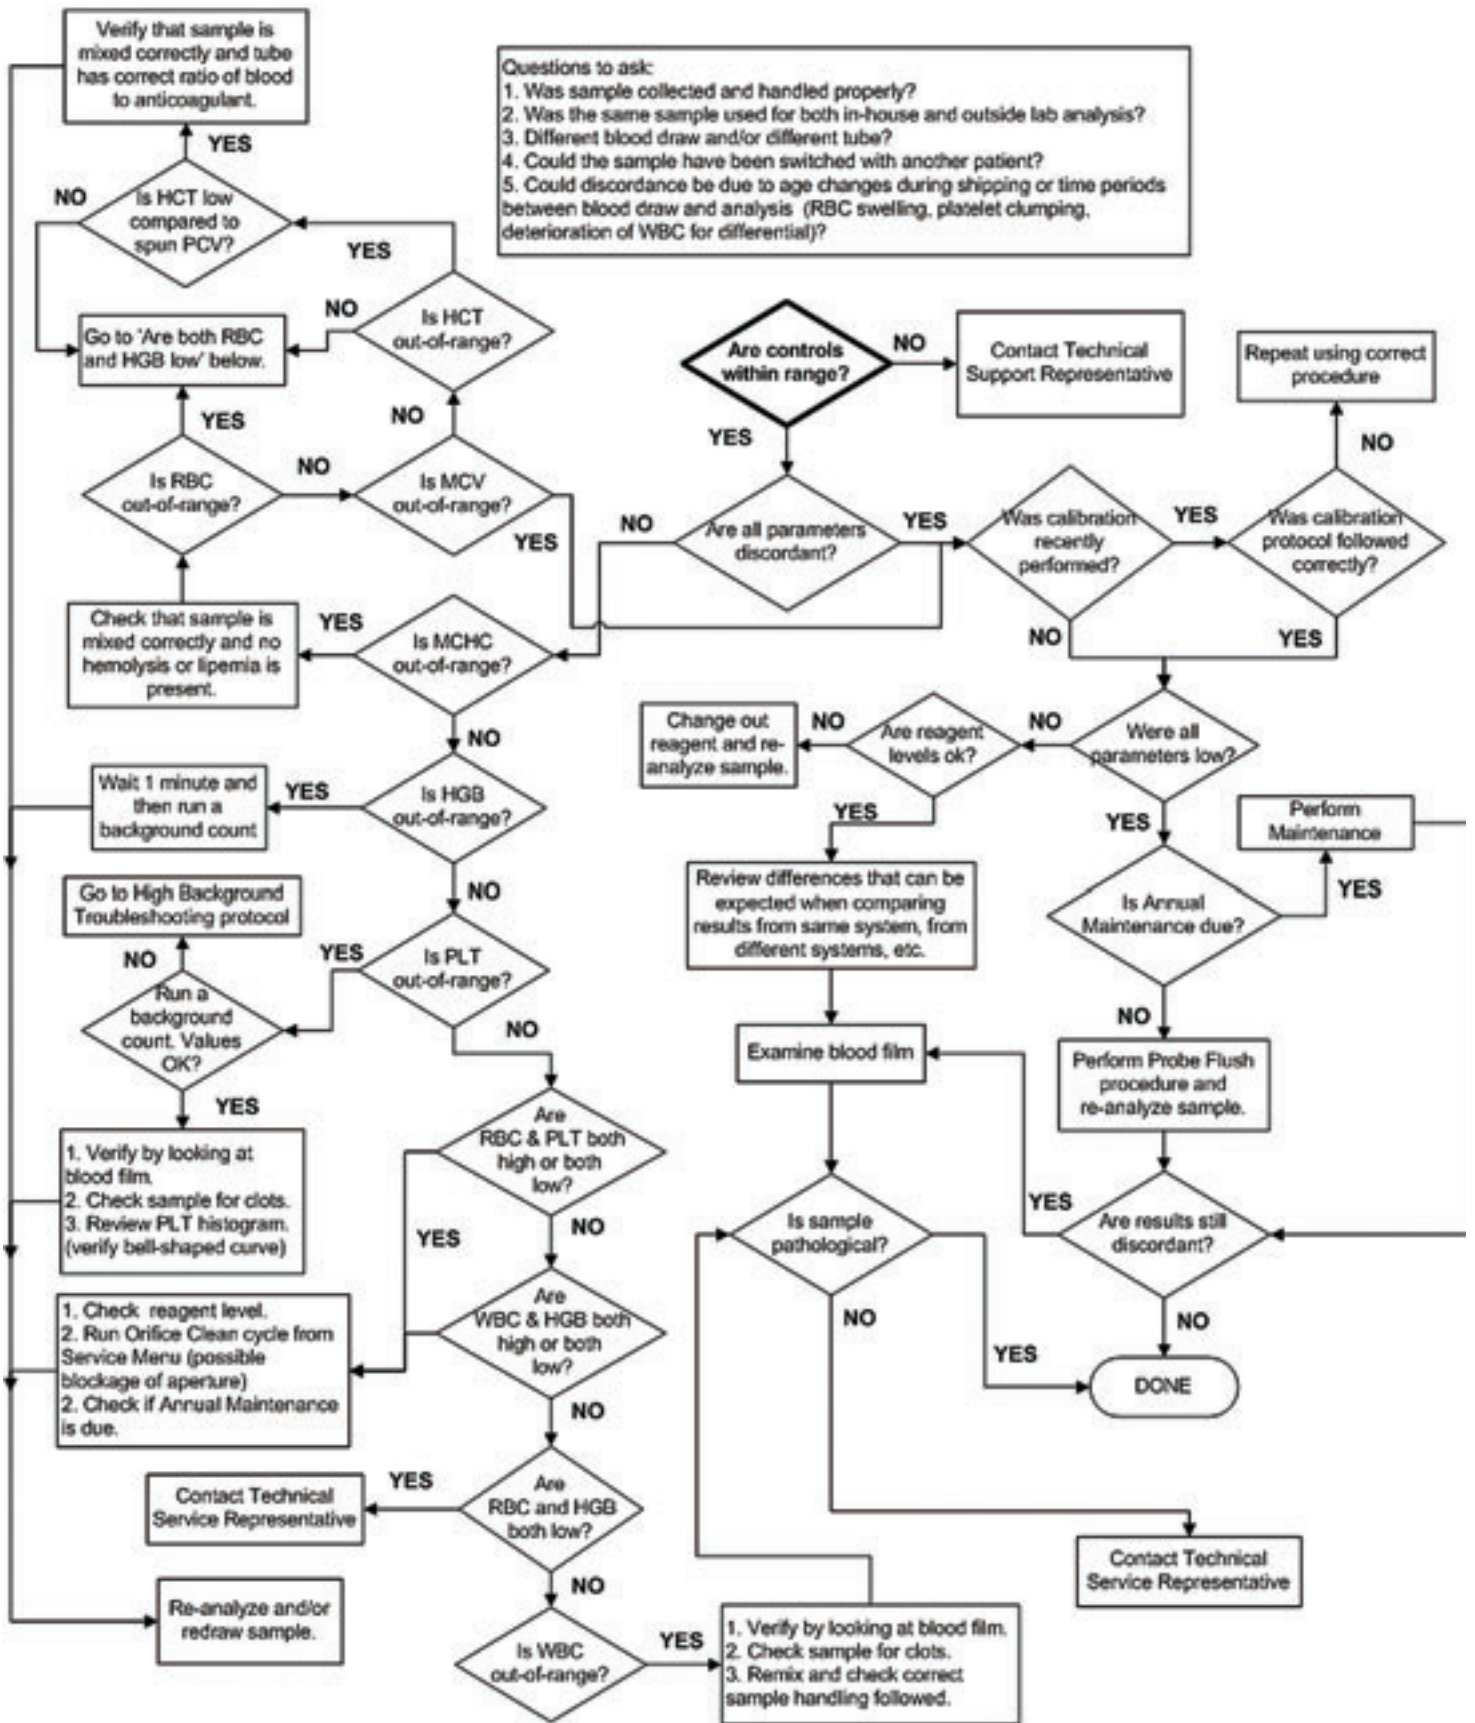 Verify that sample is
mixed correctly and tube
has correct ratio of blood
to anticoagulant.
Questions to ask:
1. Was sample collected and handled properly?
2. Was the same sample used for both in-house and outside lab analysis?
3. Different blood draw and/or different tube?
4. Could the sample have been switched with another patient?
5. Could discordance be due to age changes during shipping or time periods
between blood draw and analysis (RBC swelling, platelet clumping,
deterioration of WBC for differential)?
YES
NO
Is HCT low
compared to
spun PCV?
YES
NO
Is HCT
out-of-range?
Go to 'Are both RBC
and HGB low' below.
Are controls
within range?
NO
Contact Technical
Support Representative
Repeat using correct
procedure
YES
NO
YES
NO
Is RBC
out-of-range?
NO
Is MCV
out-of-range?
YES
NO
Are all parameters
discordant?
YES
Was calibration
recently
performed?
YES
Was calibration
protocol followed
correctly?
NO
YES
Check that sample is
mixed correctly and no
hemolysis or lipemia is
present.
YES
Is MCHC
out-of-range?
NO
Change out
reagent and re-
analyze sample.
NO
Are reagent
levels ok?
NO
Were all
parameters low?
YES
YES
Wait 1 minute and
then run a
background count
YES
Is HGB
out-of-range?
NO
Perform
Maintenance
YES
Is Annual
Maintenance due?
NO
Review differences that can be
expected when comparing
results from same system, from
different systems, etc.
Go to High Background
Troubleshooting protocol
NO
YES
Is PLT
out-of-range?
NO
Run a
background
count. Values
OK?
YES
Examine blood film
Perform Probe Flush
procedure and
re-analyze sample.
1. Verify by looking at
blood film.
2. Check sample for clots.
3. Review PLT histogram.
(verify bell-shaped curve)
Are
RBC & PLT both
high or both
low?
YES
NO
Is sample
pathological?
YES
Are results still
discordant?
NO
NO
YES
DONE
1. Check reagent level.
2. Run Orifice Clean cycle from
Service Menu (possible
blockage of aperture)
2. Check if Annual Maintenance
is due.
Are
WBC & HGB both
high or both
low?
NO
Contact Technical
Service Representative
YES
Are
RBC and HGB
both low?
NO
Contact Technical
Service Representative
Re-analyze and/or
redraw sample.
Is WBC
out-of-range?
YES
1. Verify by looking at blood film.
2. Check sample for clots.
3. Remix and check correct
sample handling followed.